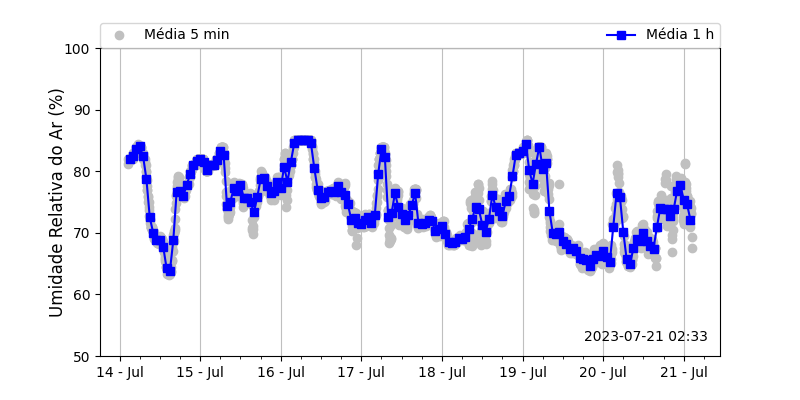 Média 5 min
Média 1 h
Umidade Relativa do Ar (%)
100
90
80
70
60
50
2023-07-21 02:33
14 - Jul
15 - Jul
16 - Jul
17 - Jul
18 - Jul
19 - Jul
20 - Jul
21 - Jul